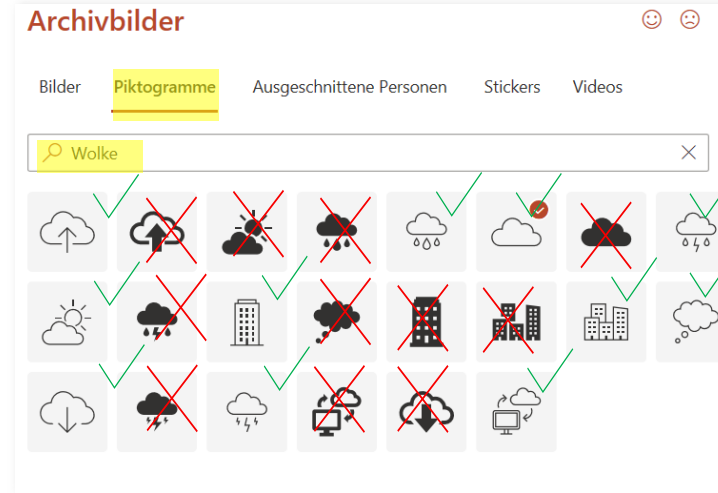 Archivbilder
Bilder Piktogramme Ausgeschnittene Personen Stickers Videos
Wolke